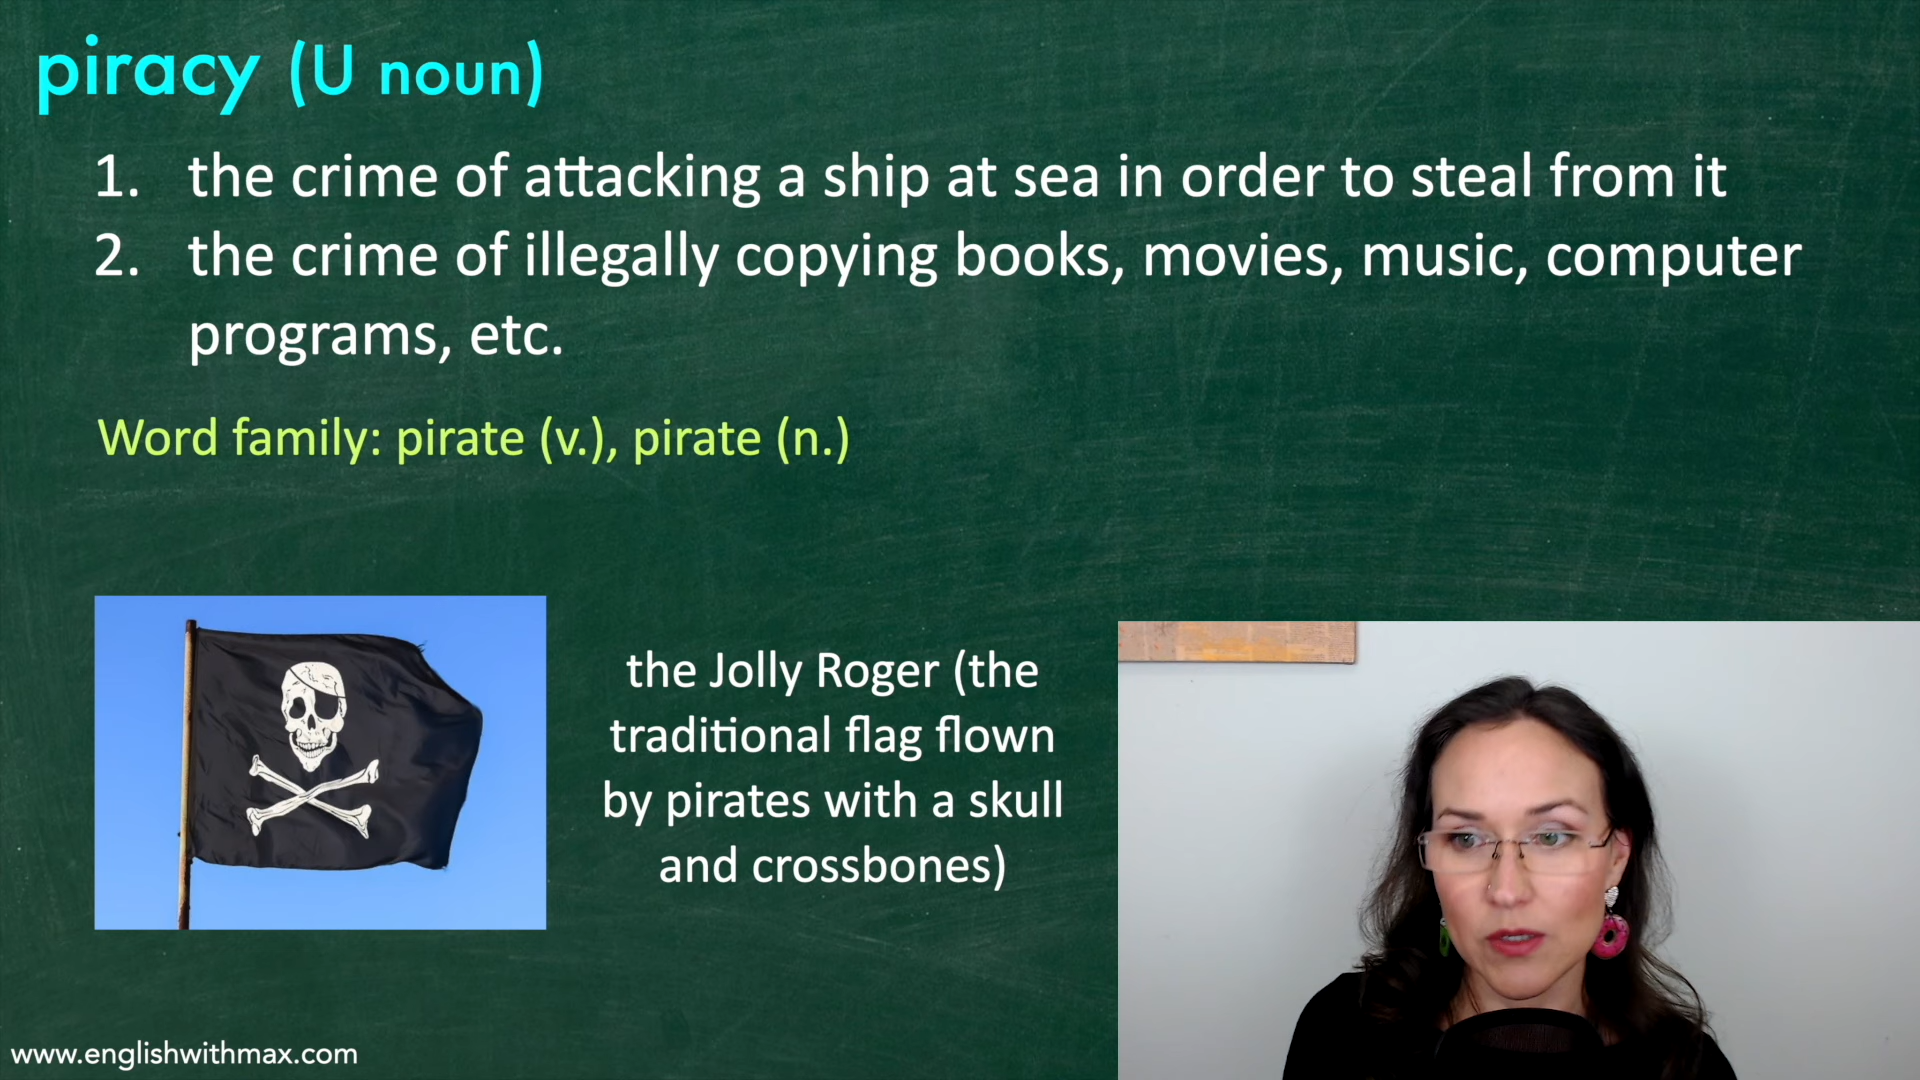 piracy (U noun)
1. the crime of attacking a ship at sea in order to steal from it
2. the crime of illegally copying books, movies, music, computer
programs, etc.
Word family: pirate (v.), pirate (n.)
the Jolly Roger (the
traditional flag flown
by pirates with a skull
and crossbones)
www.englishwithmax.com